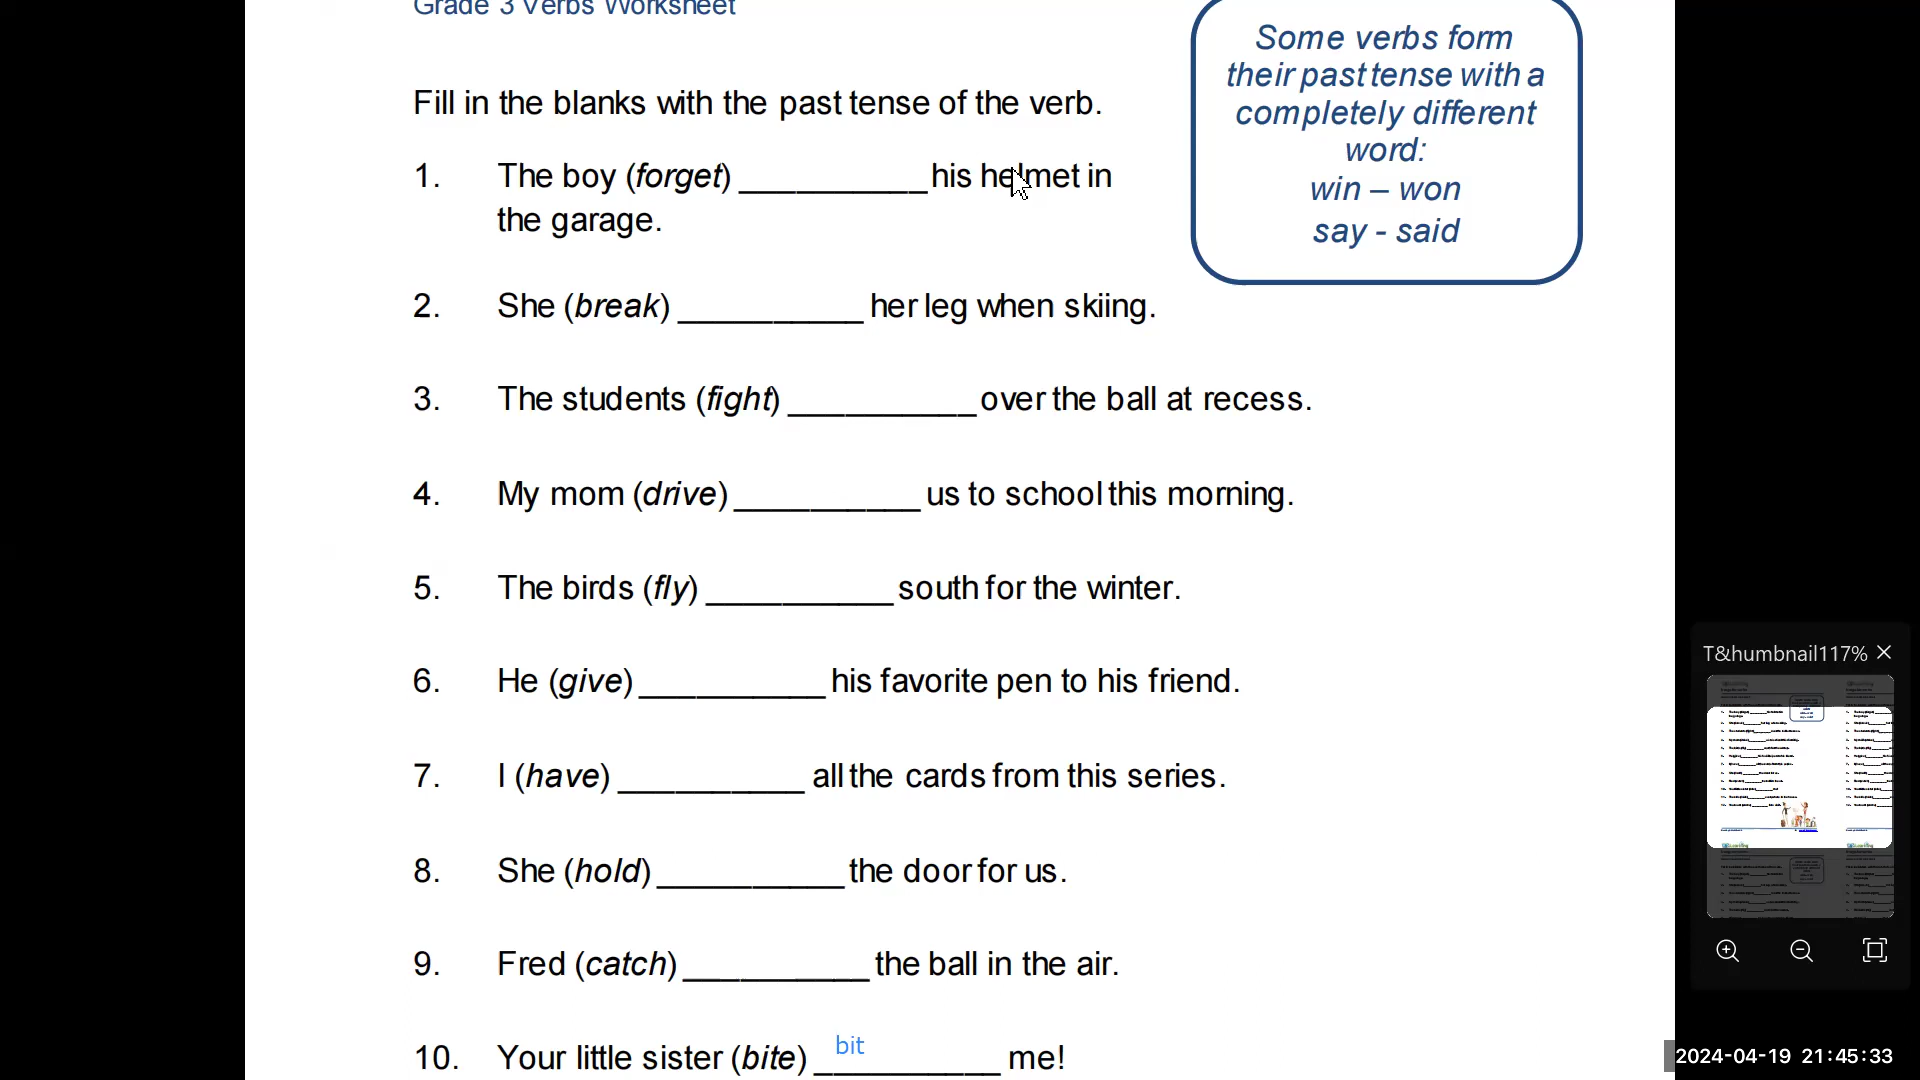 Grade 3 Verbs Worksheet
Some verbs form
their past tense with a
completely different
word:
win – won
say - said
Fill in the blanks with the past tense of the verb.
1. The boy (forget) __________ his helmet in
the garage.
2. She (break) __________ her leg when skiing.
3. The students (fight) __________ over the ball at recess.
4. My mom (drive) __________ us to school this morning.
5. The birds (fly) __________ south for the winter.
6. He (give) __________ his favorite pen to his friend.
7. I (have) __________ all the cards from this series.
8. She (hold) __________ the door for us.
9. Fred (catch) __________ the ball in the air.
bit
10. Your little sister (bite) __________ me!
T&humbnail117%
2024-04-19 21:45:33